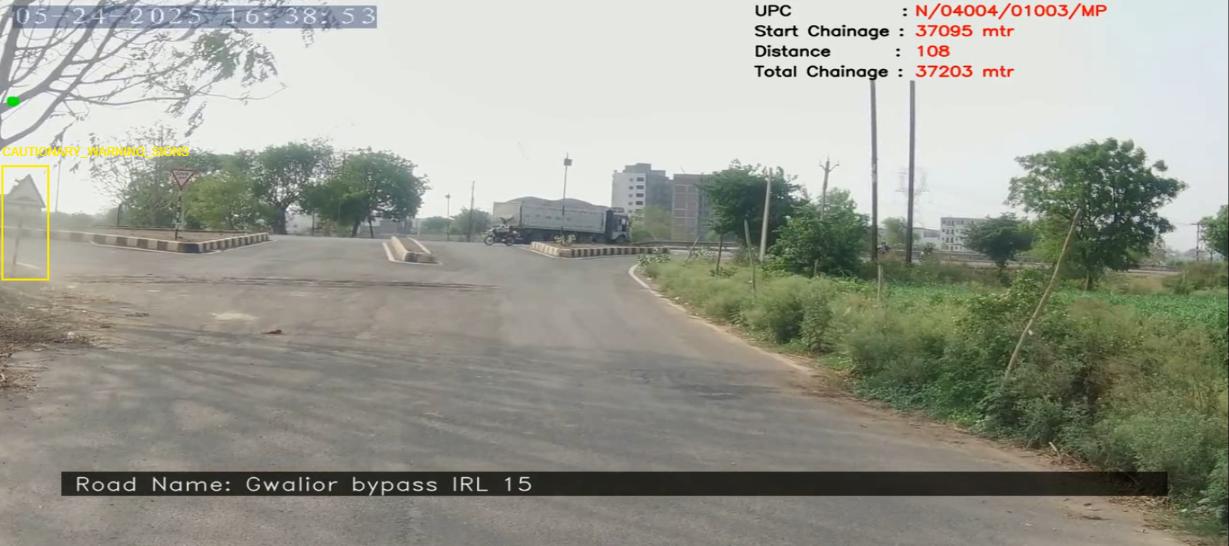 05-24-2025 16:38:53
UPC : N/04004/01003/MP
Start Chainage : 37095 mtr
Distance : 108
Total Chainage : 37203 mtr
CAUTIONARY_WARNING_SIGNS
Road Name: Gwalior bypass IRL 15